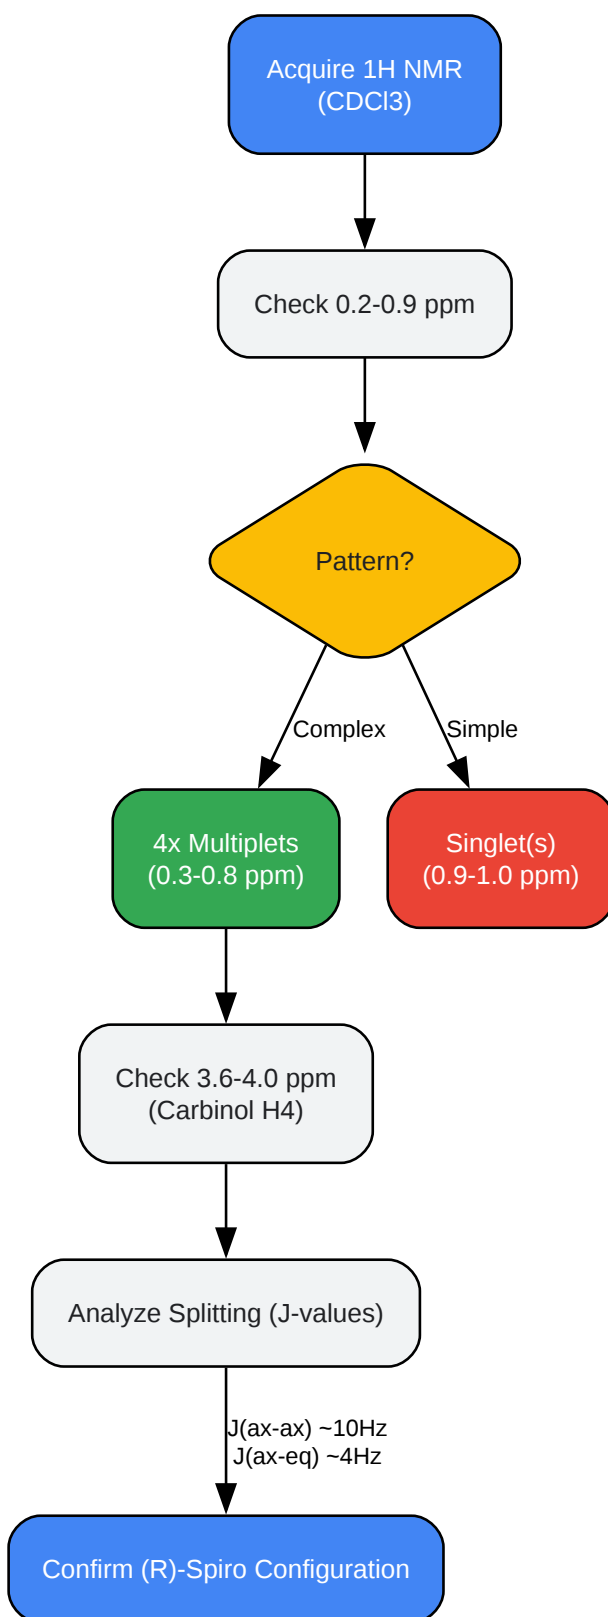 Acquire 1H NMR
(CDCl3)
Check 0.2-0.9 ppm
Pattern?
Complex
Simple
4x Multiplets
(0.3-0.8 ppm)
Singlet(s)
(0.9-1.0 ppm)
Check 3.6-4.0 ppm
(Carbinol H4)
Analyze Splitting (J-values)
J(ax-ax) ~10Hz
J(ax-eq) ~4Hz
Confirm (R)-Spiro Configuration